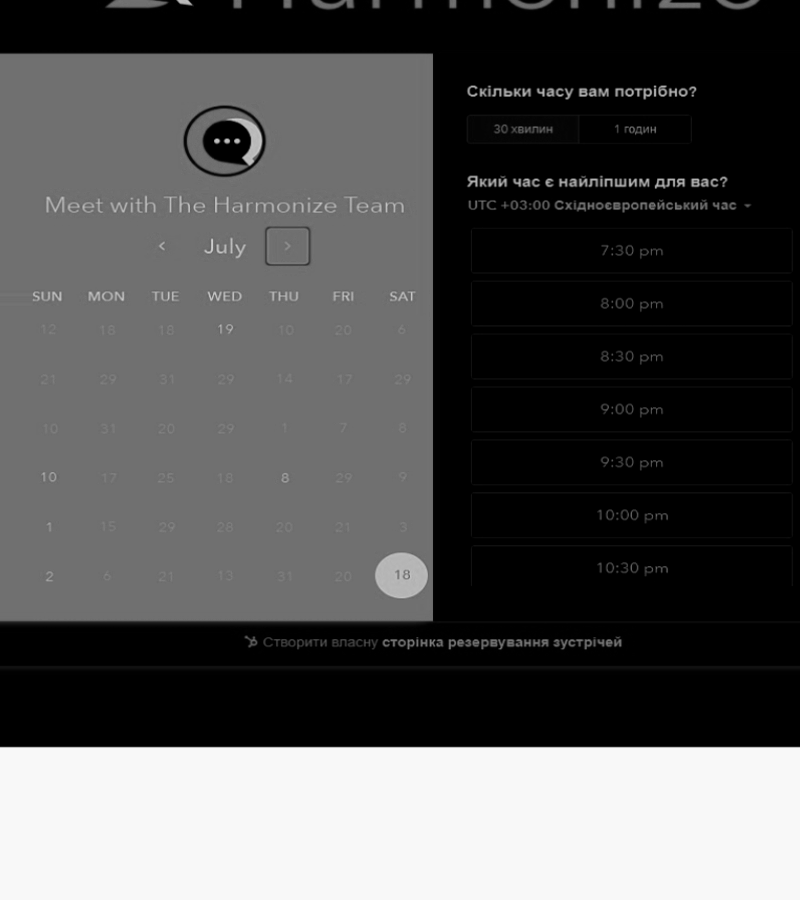 Harmonize
Meet with The Harmonize Team
July
SUN MON TUE WED THU FRI SAT
12 18 18 19 10 20 6
21 29 31 29 14 17 29
10 31 20 29 1 7 8
10 17 25 18 8 29 9
1 15 29 28 20 21 3
2 6 21 13 31 20 18
Скільки часу вам потрібно?
30 хвилин 1 годин
Який час є найліпшим для вас?
UTC +03:00 Східноєвропейський час
7:30 pm
8:00 pm
8:30 pm
9:00 pm
9:30 pm
10:00 pm
10:30 pm
Створити власну сторінка резервування зустрічей